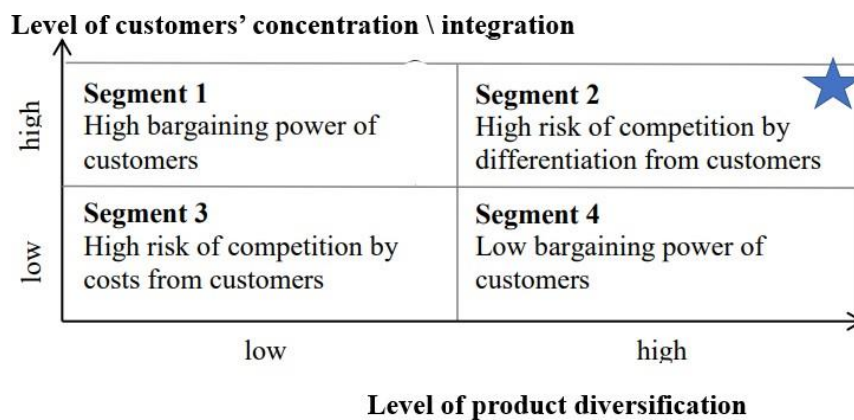 Level of customers’ concentration \ integration
high
Segment 1
High bargaining power of
customers
Segment 2
High risk of competition by
differentiation from customers
low
Segment 3
High risk of competition by
costs from customers
Segment 4
Low bargaining power of
customers
low
high
Level of product diversification